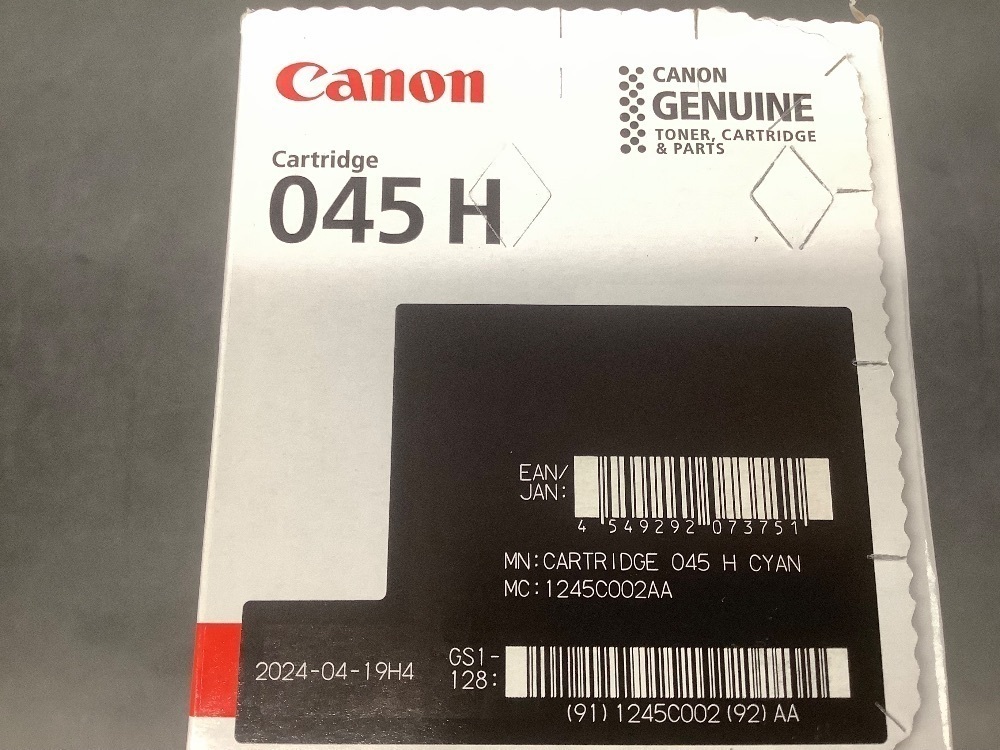 Canon
CANON
GENUINE
TONER, CARTRIDGE
& PARTS
Cartridge
045 H
EAN/
JAN:
4 549292 073751
MN:CARTRIDGE 045 H CYAN
MC:1245C002AA
2024-04-19H4
GS1-
128:
(91)1245C002(92)AA